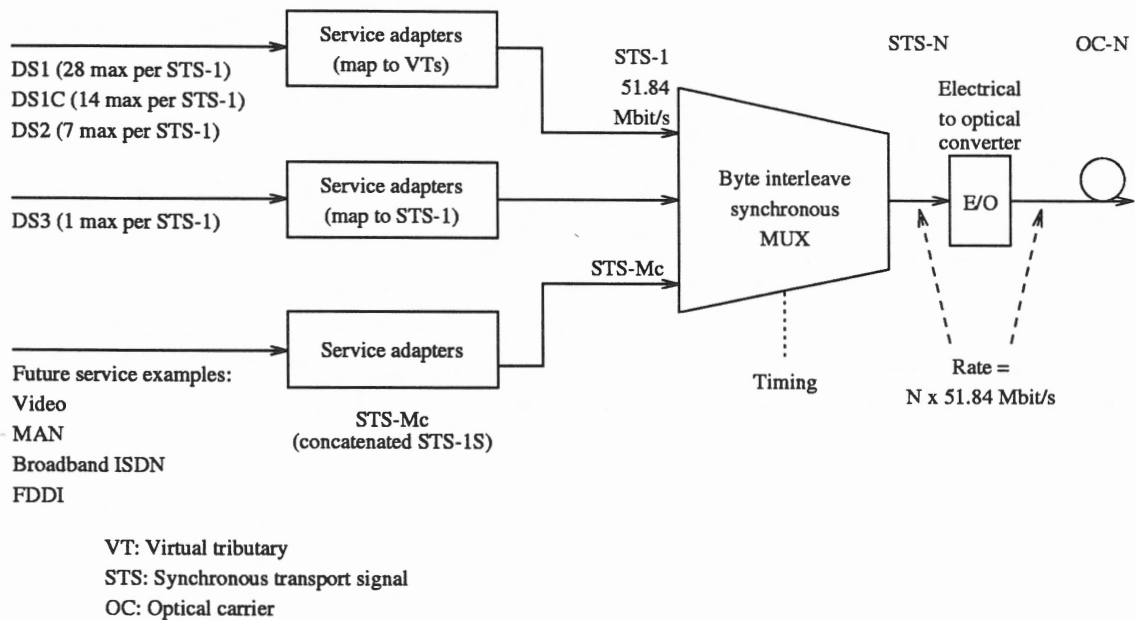 Service adapters
(map to VTs)
DS1 (28 max per STS-1)
DS1C (14 max per STS-1)
DS2 (7 max per STS-1)
STS-1
51.84
Mbit/s
STS-N
OC-N
Electrical
to optical
converter
Service adapters
(map to STS-1)
DS3 (1 max per STS-1)
Byte interleave
synchronous
MUX
E/O
STS-Mc
Service adapters
Future service examples:
Video
MAN
Broadband ISDN
FDDI
STS-Mc
(concatenated STS-1S)
Timing
Rate =
N x 51.84 Mbit/s
VT: Virtual tributary
STS: Synchronous transport signal
OC: Optical carrier